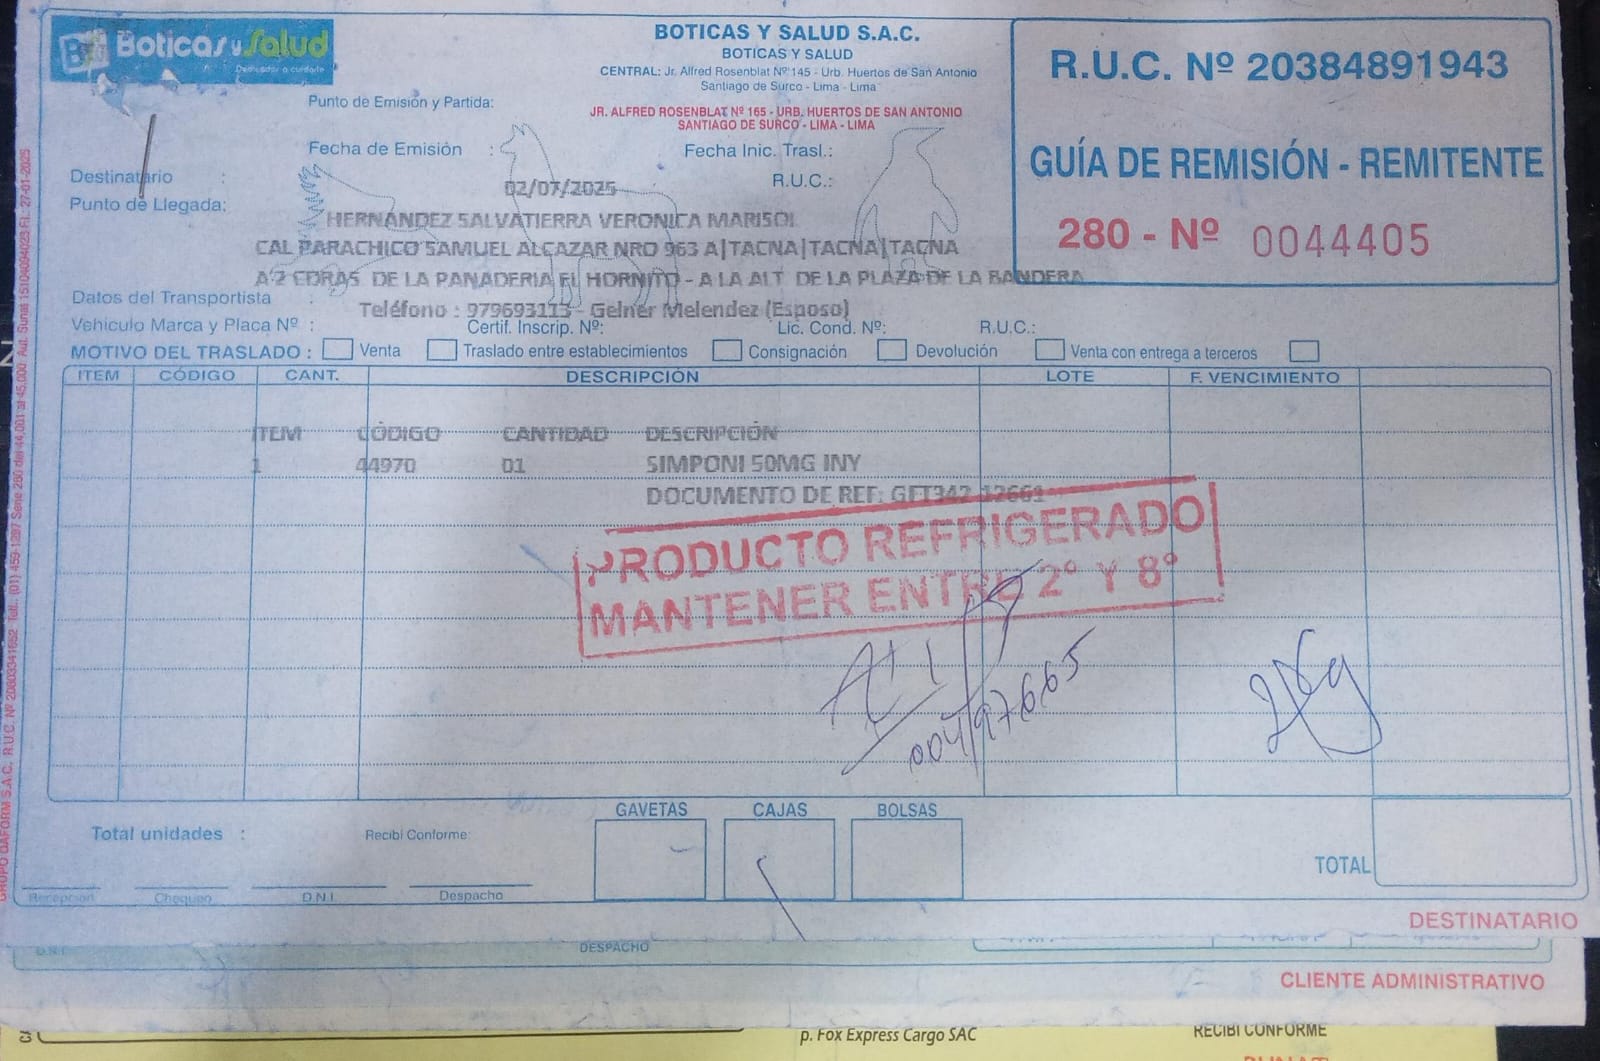 Boticas y Salud
Dedicados a cuidarte
BOTICAS Y SALUD S.A.C.
BOTICAS Y SALUD
CENTRAL: Jr. Alfred Rosenblat Nº 145 - Urb. Huertos de San Antonio
Santiago de Surco - Lima - Lima
Punto de Emisión y Partida:
JR. ALFRED ROSENBLAT Nº 165 - URB. HUERTOS DE SAN ANTONIO
SANTIAGO DE SURCO - LIMA - LIMA
R.U.C. Nº 20384891943
GUÍA DE REMISIÓN - REMITENTE
280 - Nº 0044405
Fecha de Emisión :
Fecha Inic. Trasl.:
Destinatario :
02/07/2025
R.U.C.:
Punto de Llegada:
HERNÁNDEZ SALVATIERRA VERONICA MARISOL
CAL PARACHICO SAMUEL ALCAZAR NRO 963 A|TACNA|TACNA|TACNA
A 2 CDRAS DE LA PANADERIA EL HORNITO - A LA ALT. DE LA PLAZA DE LA BANDERA
Datos del Transportista :
Teléfono : 979693113 - Gelner Melendez (Esposo)
Vehiculo Marca y Placa Nº :
Certif. Inscrip. Nº:
Lic. Cond. Nº:
R.U.C.:
MOTIVO DEL TRASLADO : Venta Traslado entre establecimientos Consignación Devolución Venta con entrega a terceros
ITEM CÓDIGO CANT. DESCRIPCIÓN LOTE F. VENCIMIENTO
ITEM CÓDIGO CANTIDAD DESCRIPCIÓN
1 44970 01 SIMPONI 50MG INY
DOCUMENTO DE REF: GFT342-12661
PRODUCTO REFRIGERADO
MANTENER ENTRE 2° Y 8°
00497665
GAVETAS CAJAS BOLSAS
Total unidades :
Recibí Conforme:
TOTAL
Recepción Chequeo D.N.I. Despacho
DESTINATARIO
D.N.I. DESPACHO
CLIENTE ADMINISTRATIVO
p. Fox Express Cargo SAC
RECIBI CONFORME